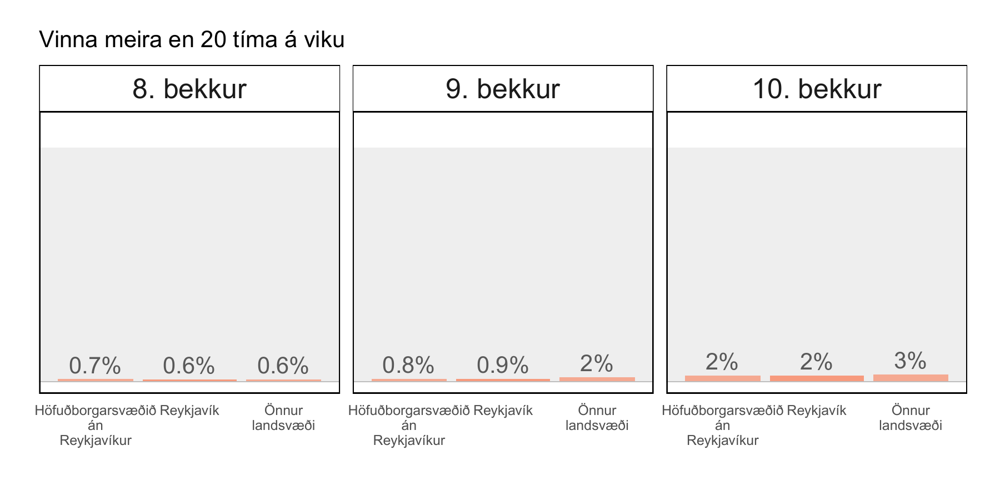 Vinna meira en 20 tíma á viku
8. bekkur
0.7% 0.6% 0.6%
Höfuðborgarsvæðið
án
Reykjavíkur
Reykjavík
Önnur
landsvæði
9. bekkur
0.8% 0.9% 2%
Höfuðborgarsvæðið
án
Reykjavíkur
Reykjavík
Önnur
landsvæði
10. bekkur
2% 2% 3%
Höfuðborgarsvæðið
án
Reykjavíkur
Reykjavík
Önnur
landsvæði